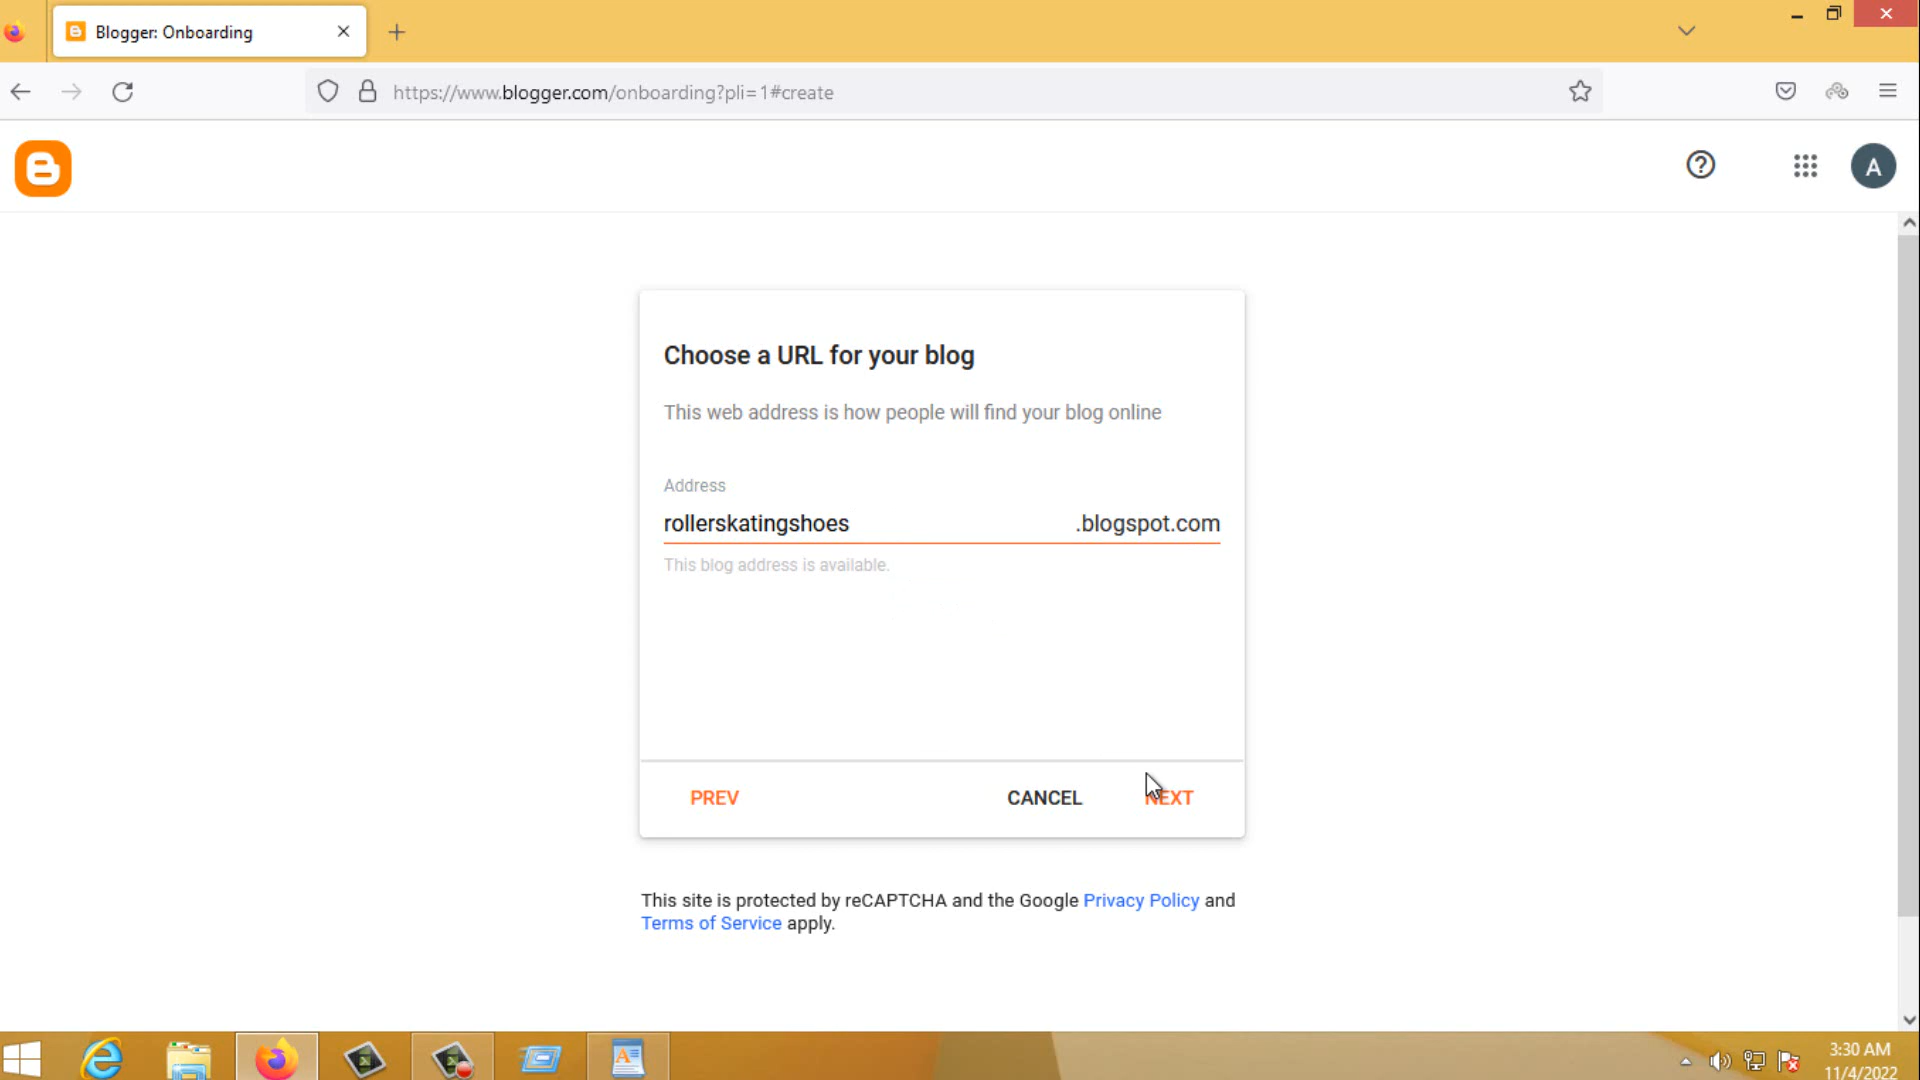 Blogger: Onboarding
https://www.blogger.com/onboarding?pli=1#create
A
Choose a URL for your blog
This web address is how people will find your blog online
Address
rollerskatingshoes .blogspot.com
This blog address is available.
PREV CANCEL NEXT
This site is protected by reCAPTCHA and the Google Privacy Policy and
Terms of Service apply.
3:30 AM
11/4/2022